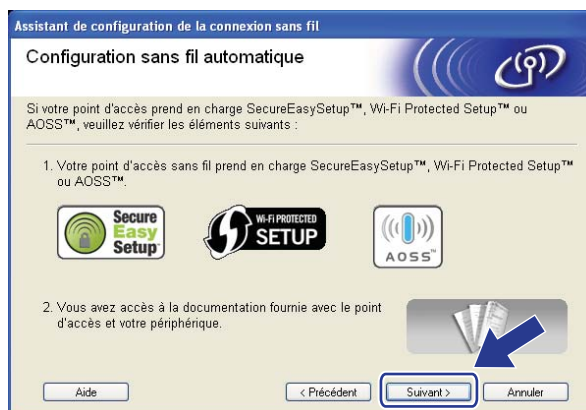 Assistant de configuration de la connexion sans fil
Configuration sans fil automatique
Si votre point d'accès prend en charge SecureEasySetup™, Wi-Fi Protected Setup™ ou
AOSS™, veuillez vérifier les éléments suivants :
1. Votre point d'accès sans fil prend en charge SecureEasySetup™, Wi-Fi Protected Setup™
ou AOSS™.
Secure
Easy
Setup™
WI-FI PROTECTED
SETUP
AOSS™
2. Vous avez accès à la documentation fournie avec le point
d'accès et votre périphérique.
Aide
< Précédent
Suivant >
Annuler